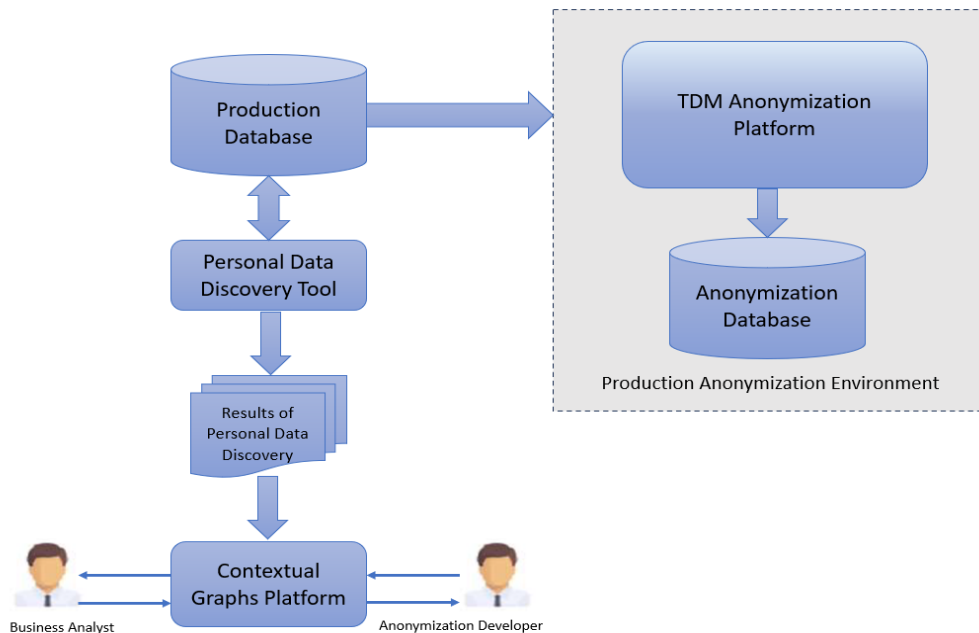 Production
Database
TDM Anonymization
Platform
Personal Data
Discovery Tool
Anonymization
Database
Production Anonymization Environment
Results of
Personal Data
Discovery
Contextual
Graphs Platform
Business Analyst
Anonymization Developer